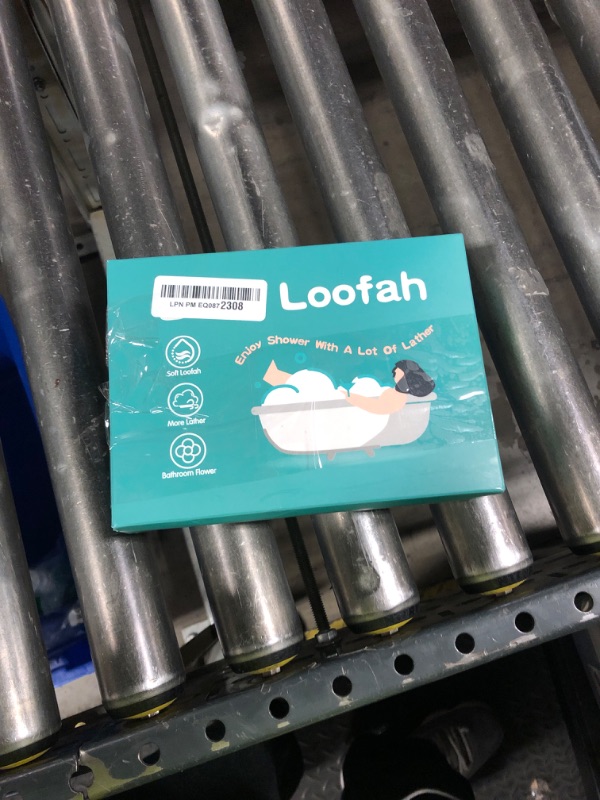 LPN PM EQ0872308
Loofah
Enjoy Shower With A Lot Of Lather
Soft Loofah
More Lather
Bathroom Flower